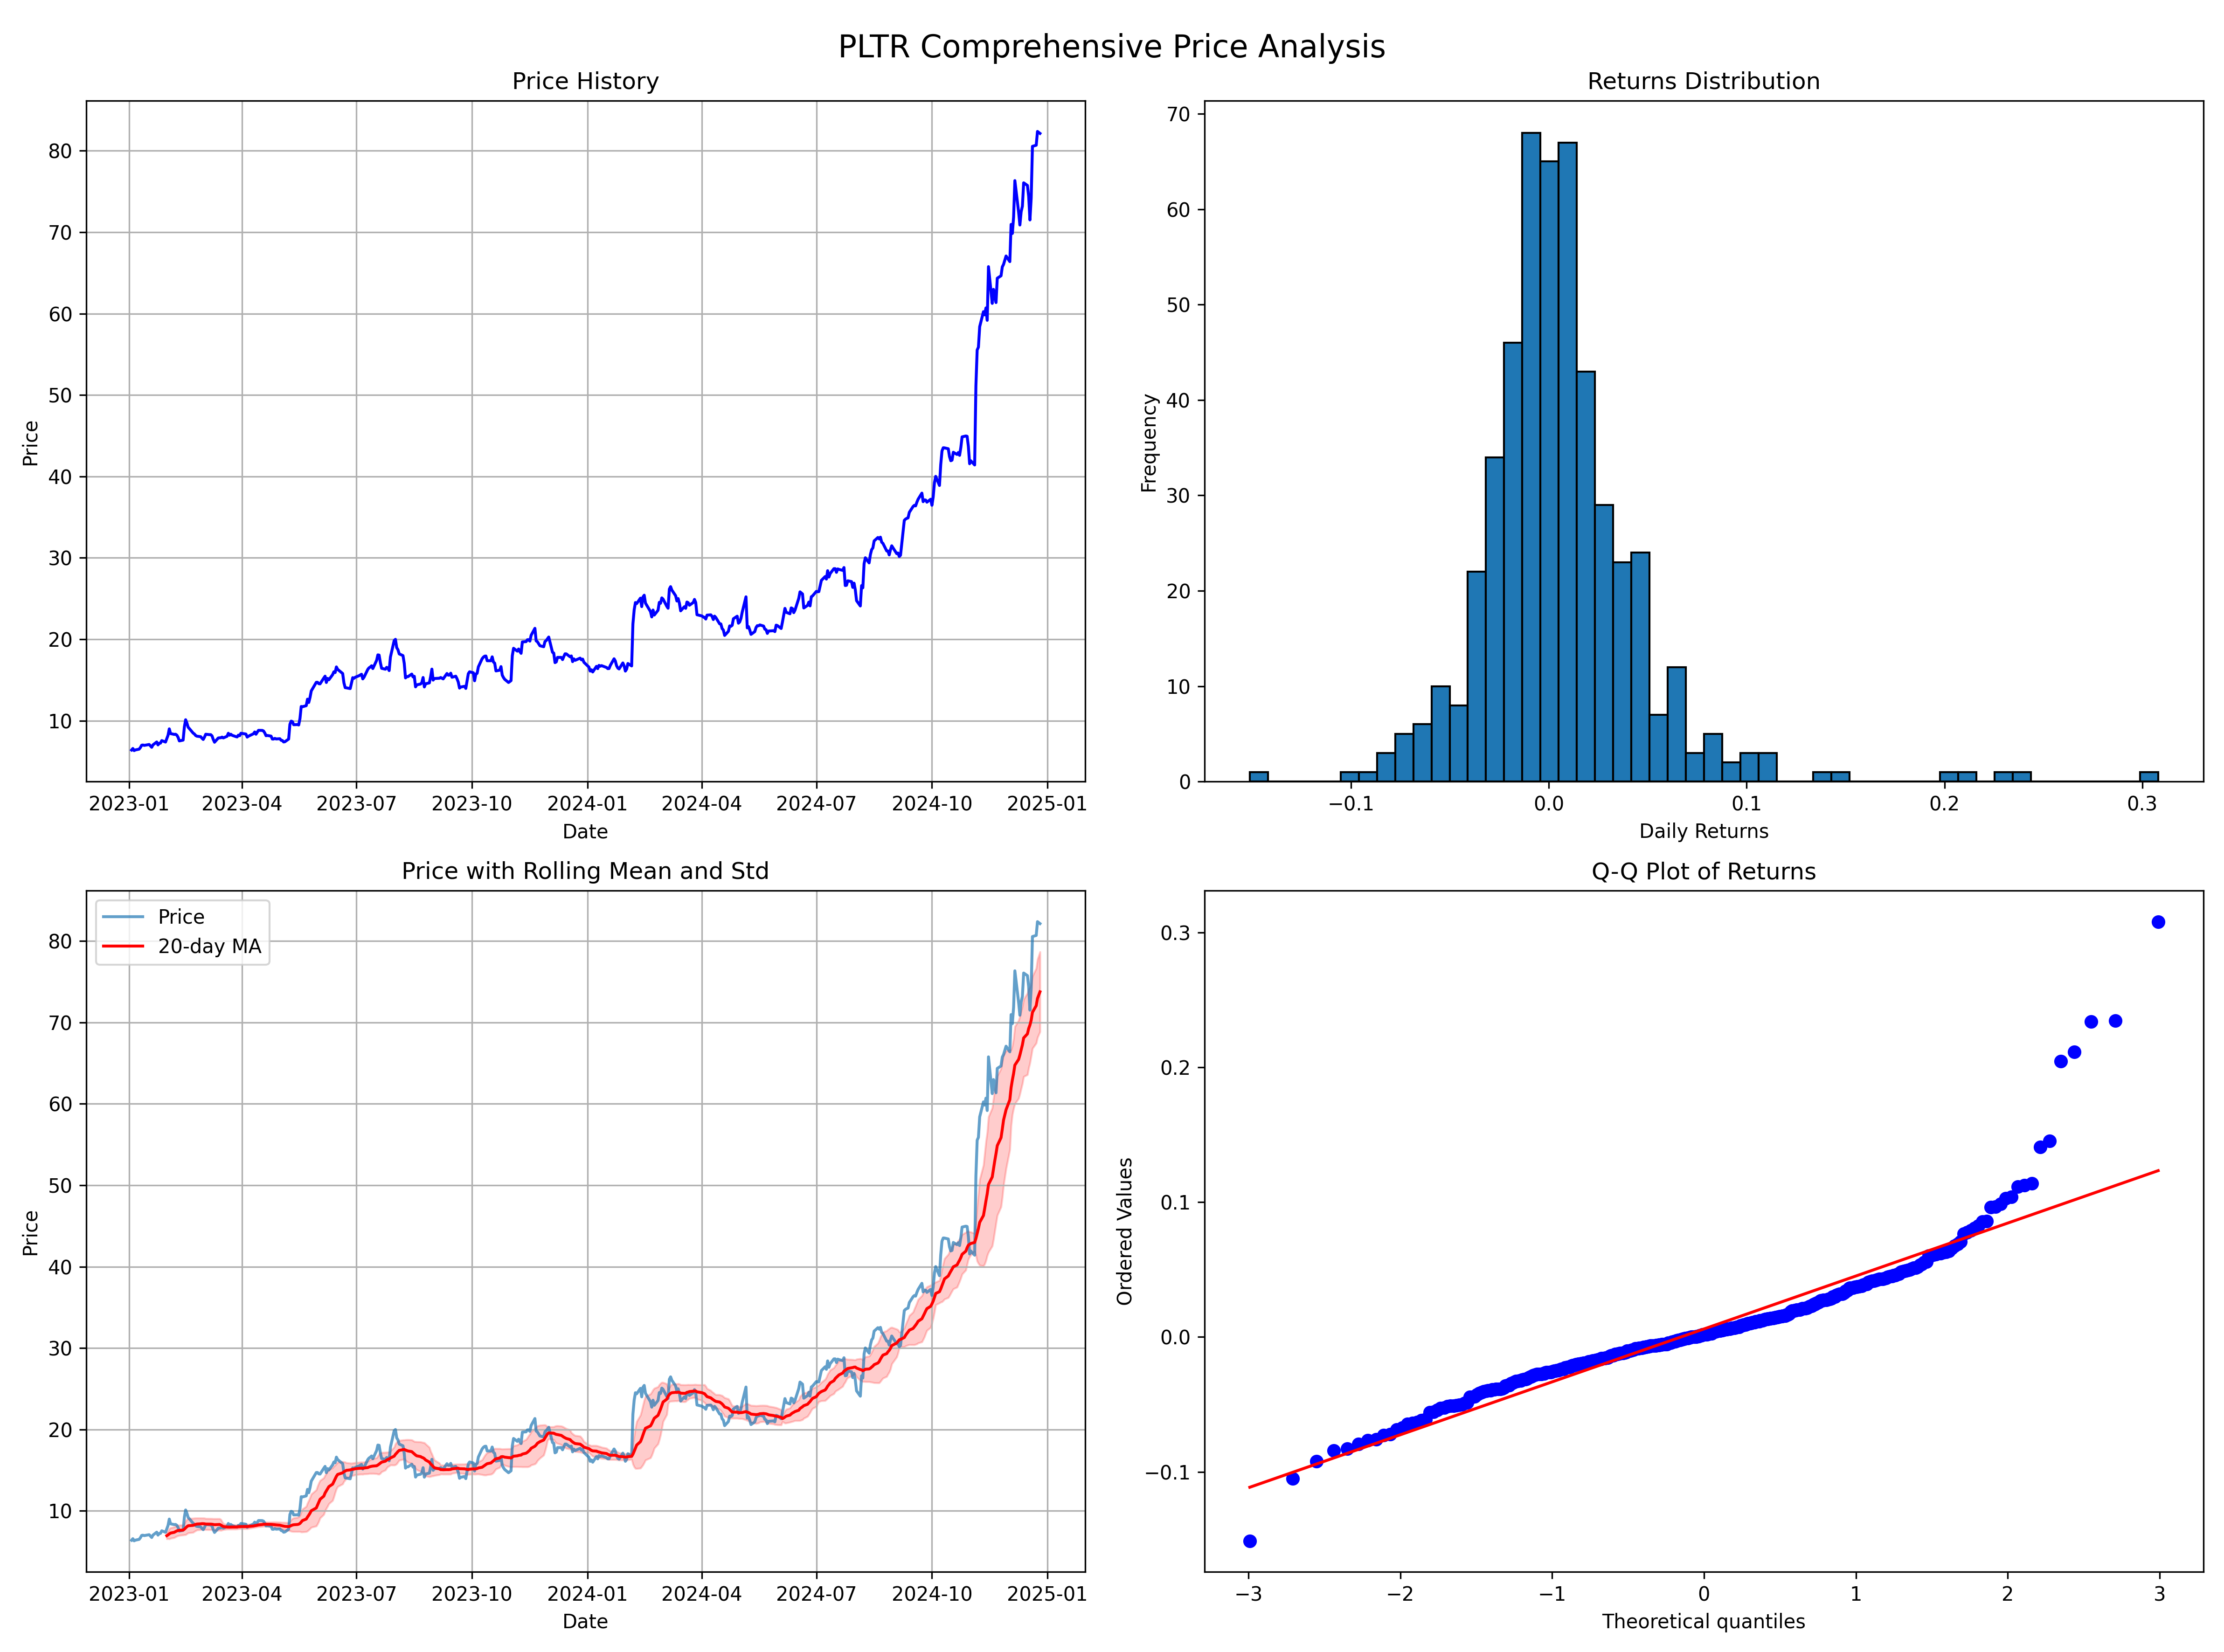 PLTR Comprehensive Price Analysis
Price History
Price
80
70
60
50
40
30
20
10
2023-01 2023-04 2023-07 2023-10 2024-01 2024-04 2024-07 2024-10 2025-01
Date
Returns Distribution
Frequency
70
60
50
40
30
20
10
0
−0.1 0.0 0.1 0.2 0.3
Daily Returns
Price with Rolling Mean and Std
Price
20-day MA
Price
80
70
60
50
40
30
20
10
2023-01 2023-04 2023-07 2023-10 2024-01 2024-04 2024-07 2024-10 2025-01
Date
Q-Q Plot of Returns
Ordered Values
0.3
0.2
0.1
0.0
−0.1
−3 −2 −1 0 1 2 3
Theoretical quantiles